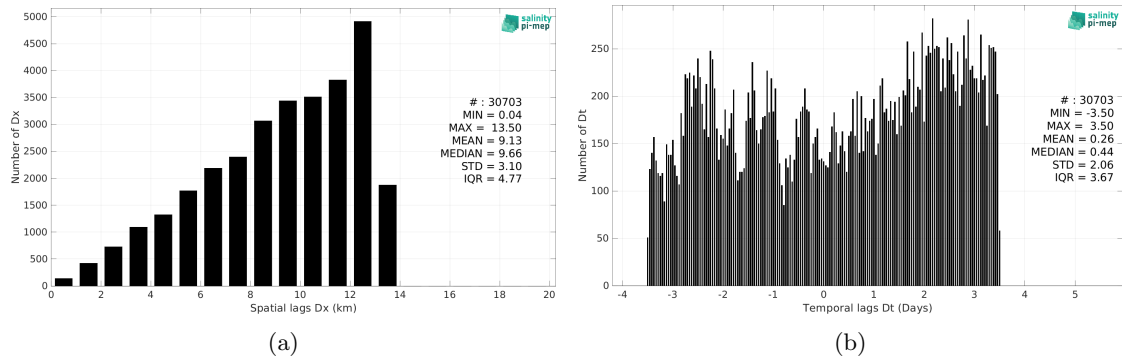 5000
4500
4000
3500
3000
2500
2000
1500
1000
500
0
Number of Dx
0 2 4 6 8 10 12 14 16 18 20
Spatial lags Dx (km)
salinity
pi-mep
# : 30703
MIN = 0.04
MAX = 13.50
MEAN = 9.13
MEDIAN = 9.66
STD = 3.10
IQR = 4.77
(a)
250
200
150
100
50
0
Number of Dt
-4 -3 -2 -1 0 1 2 3 4 5
Temporal lags Dt (Days)
salinity
pi-mep
# : 30703
MIN = -3.50
MAX = 3.50
MEAN = 0.26
MEDIAN = 0.44
STD = 2.06
IQR = 3.67
(b)